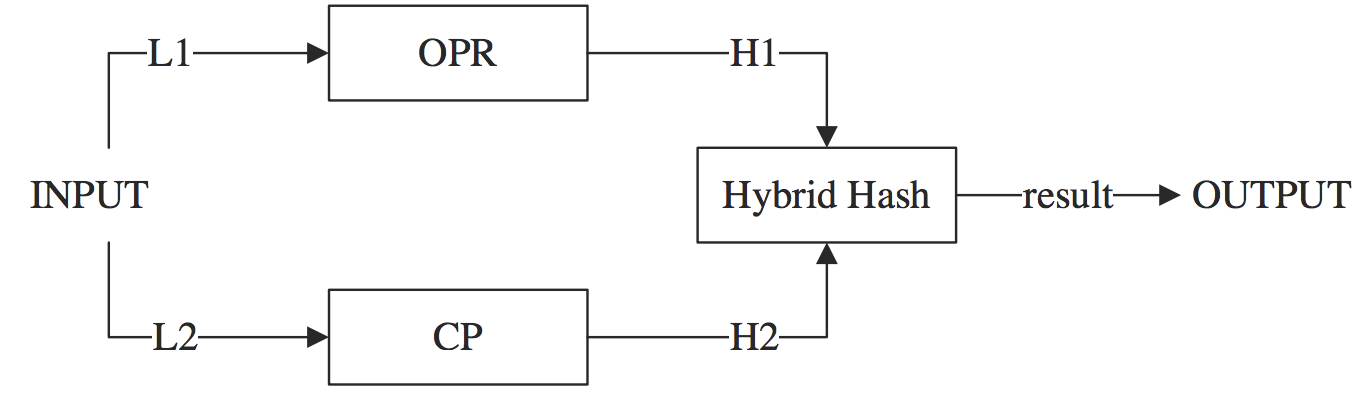 L1
OPR
H1
INPUT
Hybrid Hash
result
OUTPUT
L2
CP
H2